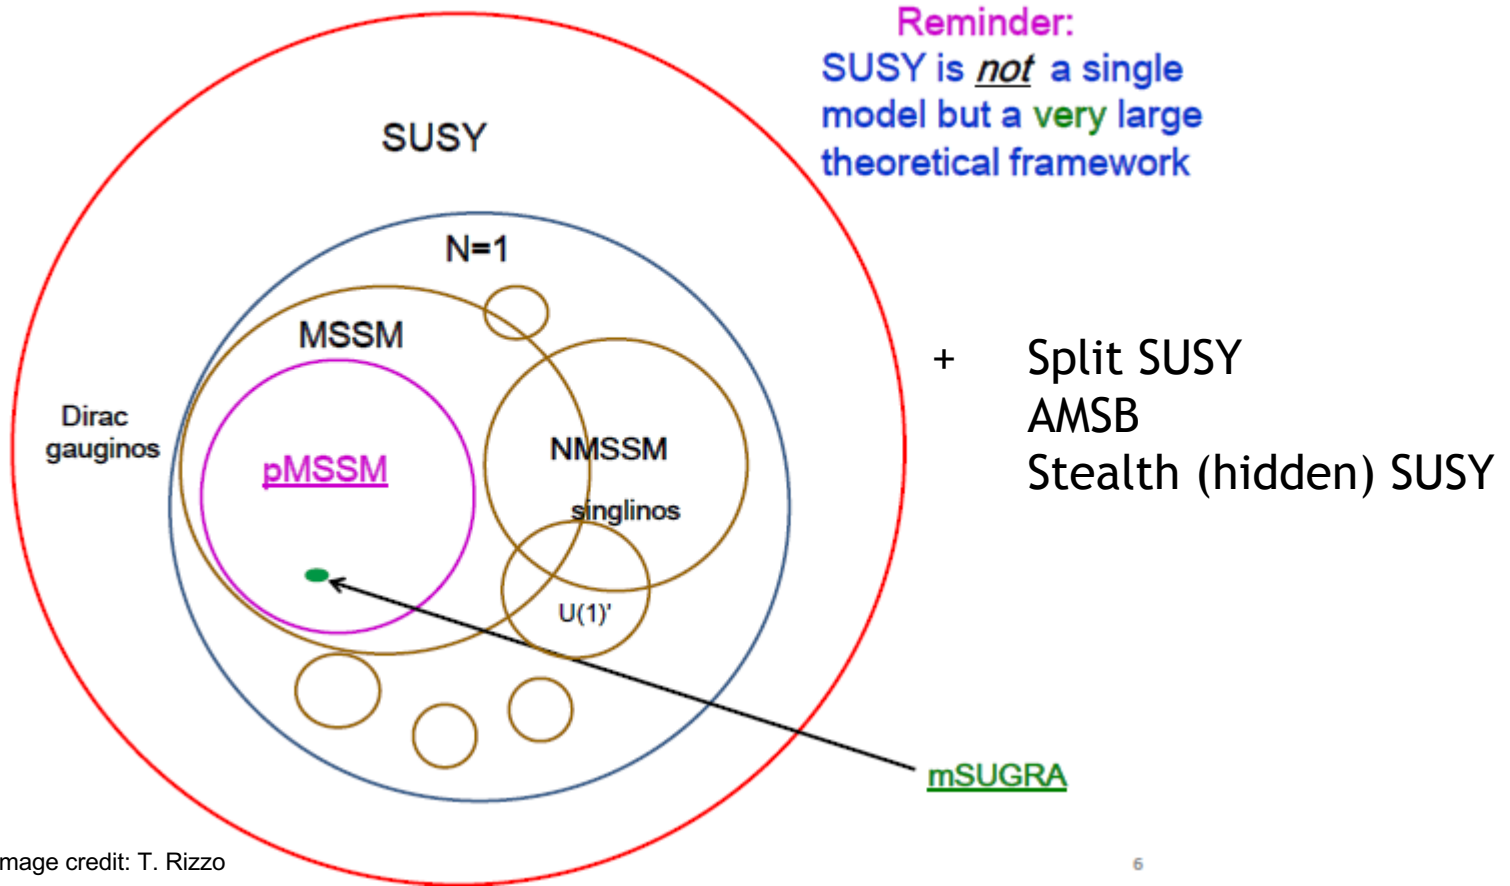 Reminder:
SUSY is not a single
model but a very large
theoretical framework
SUSY
N=1
MSSM
Dirac
gauginos
pMSSM
NMSSM
singlinos
U(1)'
+ Split SUSY
AMSB
Stealth (hidden) SUSY
mSUGRA
mage credit: T. Rizzo
6